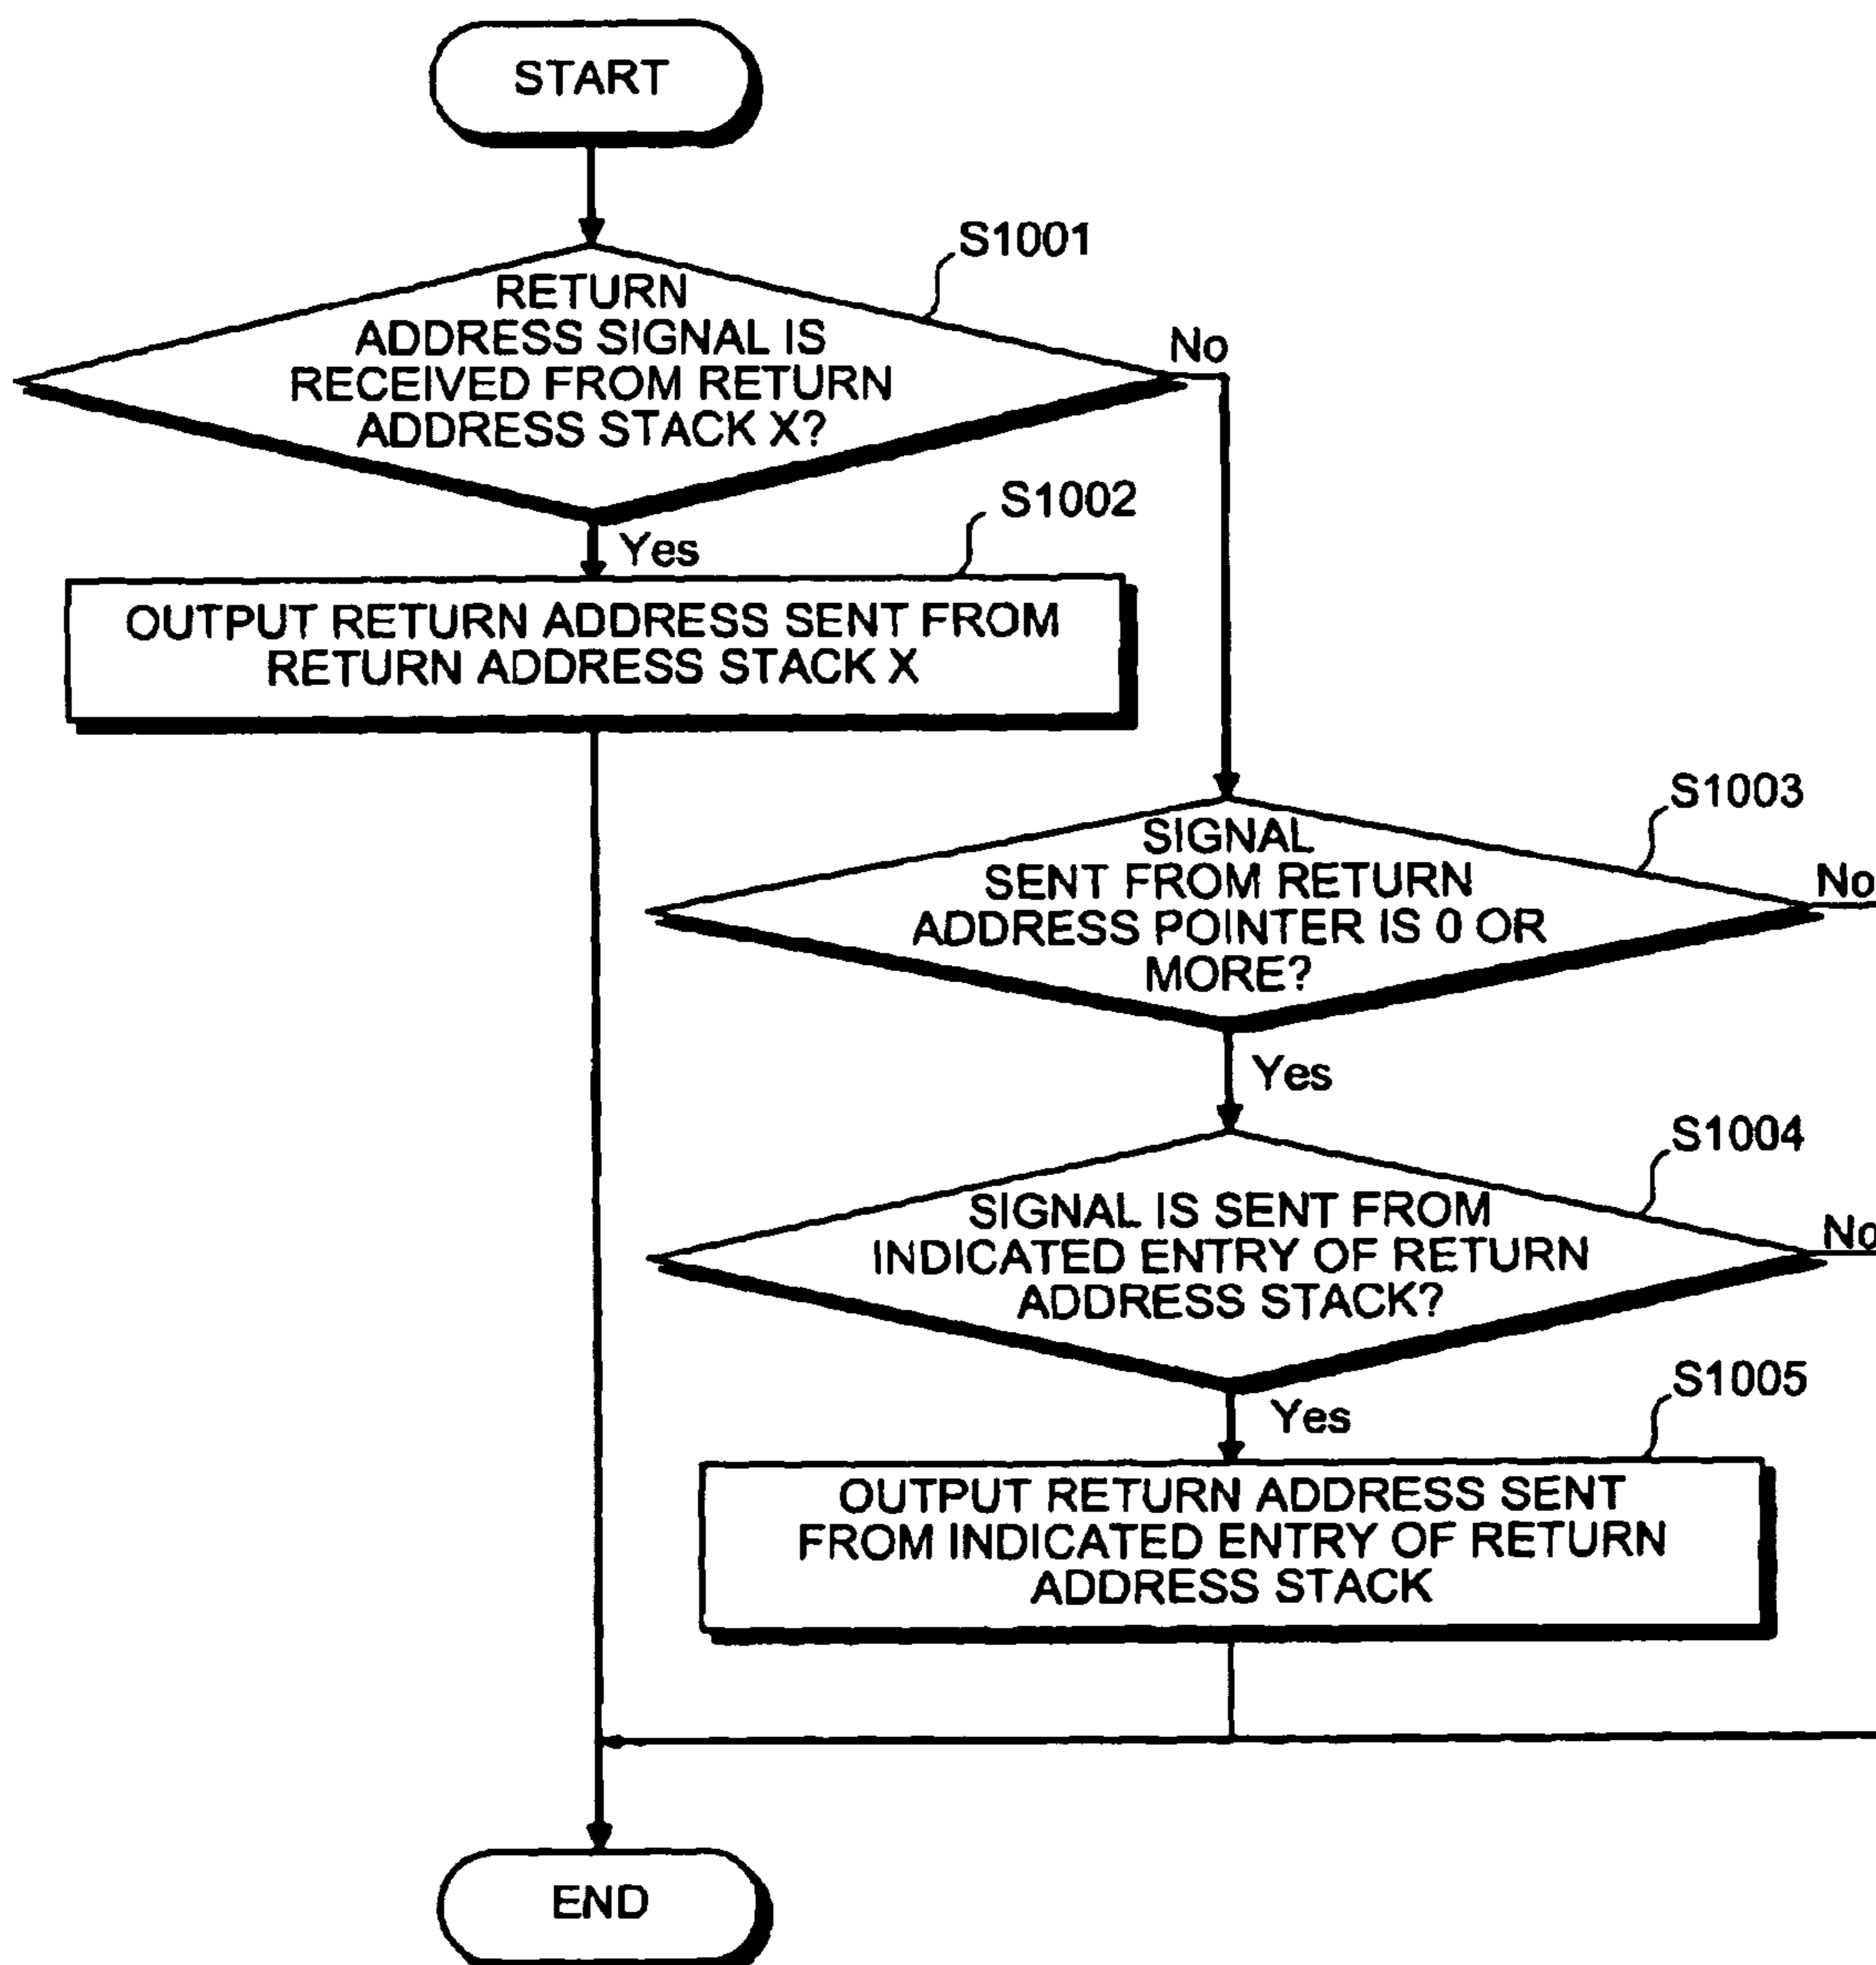 START
S1001
RETURN
ADDRESS SIGNAL IS
RECEIVED FROM RETURN
ADDRESS STACK X?
No
S1002
Yes
OUTPUT RETURN ADDRESS SENT FROM
RETURN ADDRESS STACK X
S1003
SIGNAL
SENT FROM RETURN
ADDRESS POINTER IS 0 OR
MORE?
No
Yes
S1004
SIGNAL IS SENT FROM
INDICATED ENTRY OF RETURN
ADDRESS STACK?
No
S1005
Yes
OUTPUT RETURN ADDRESS SENT
FROM INDICATED ENTRY OF RETURN
ADDRESS STACK
END